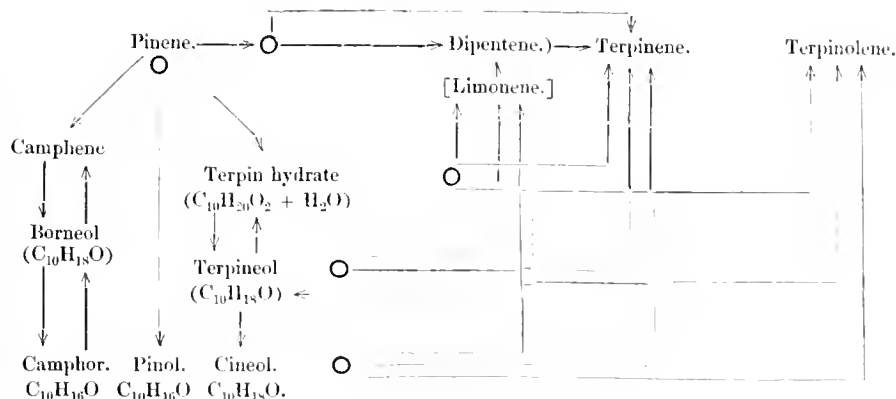 Pinene. Dipentene.) Terpinene. Terpinolene.
[Limonene.]
Camphene
Terpin hydrate
(C₁₀H₂₀O₂ + H₂O)
Borneol
(C₁₀H₁₈O)
Terpineol
(C₁₀H₁₈O)
Camphor. Pinol. Cineol.
C₁₀H₁₆O C₁₀H₁₆O C₁₀H₁₈O.